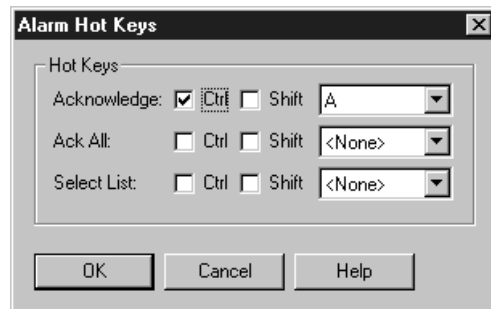 Alarm Hot Keys
Hot Keys
Acknowledge: Ctrl Shift A
Ack All: Ctrl Shift <None>
Select List: Ctrl Shift <None>
OK Cancel Help